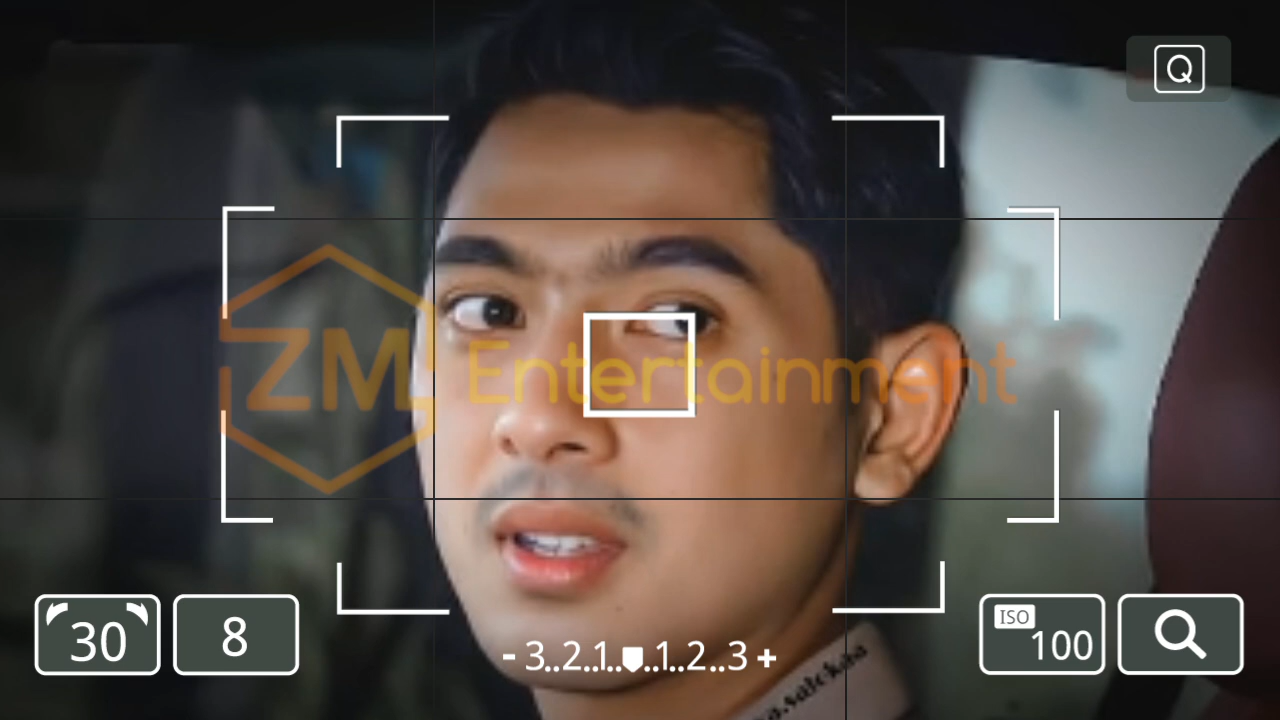 Q
ZM Entertainment
30
8
- 3..2..1.. ..1..2..3 +
ISO
100